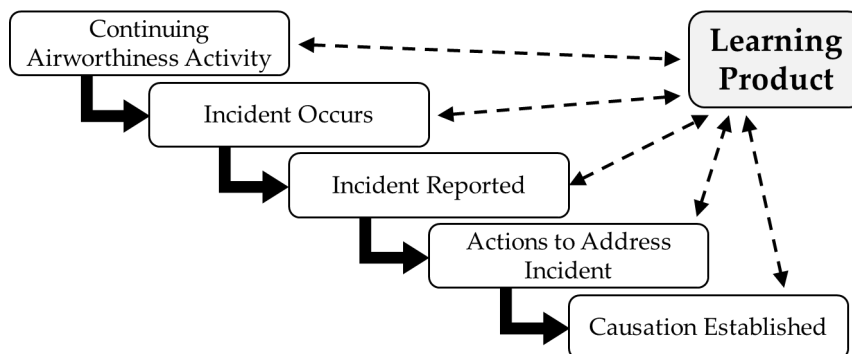 Continuing
Airworthiness Activity
Learning
Product
Incident Occurs
Incident Reported
Actions to Address
Incident
Causation Established